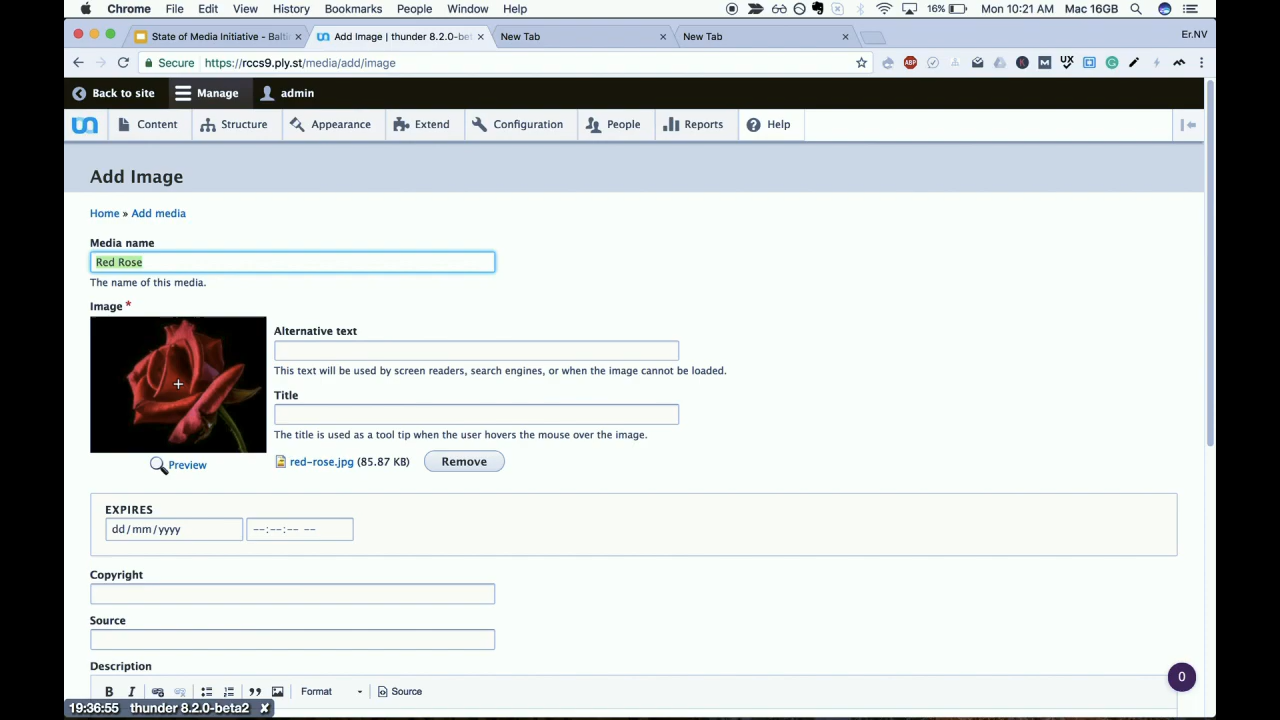 Chrome File Edit View History Bookmarks People Window Help 16% Mon 10:21 AM Mac 16GB
State of Media Initiative - Balti Add Image | thunder 8.2.0-bet New Tab New Tab Er.NV
Secure https://rccs9.ply.st/media/add/image ABP K M UX G
Back to site Manage admin
Content Structure Appearance Extend Configuration People Reports Help
Add Image
Home » Add media
Media name
Red Rose
The name of this media.
Image *
Alternative text
This text will be used by screen readers, search engines, or when the image cannot be loaded.
Title
The title is used as a tool tip when the user hovers the mouse over the image.
Preview red-rose.jpg (85.87 KB) Remove
EXPIRES
dd/mm/yyyy --:--:-- --
Copyright
Source
Description
B I Format Source
0
19:36:55 thunder 8.2.0-beta2 x